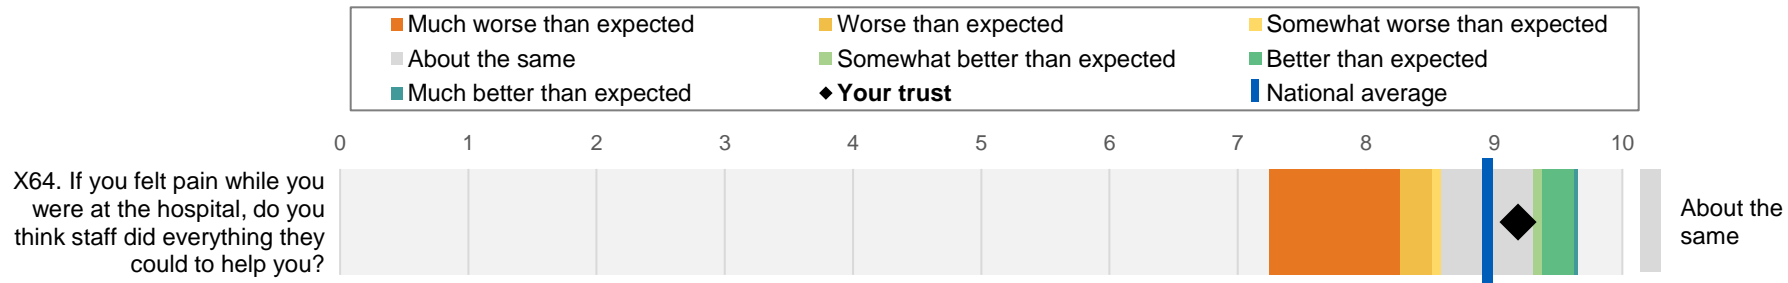 Much worse than expected Worse than expected Somewhat worse than expected
About the same Somewhat better than expected Better than expected
Much better than expected Your trust National average
0 1 2 3 4 5 6 7 8 9 10
X64. If you felt pain while you
were at the hospital, do you
think staff did everything they
could to help you?
About the
same